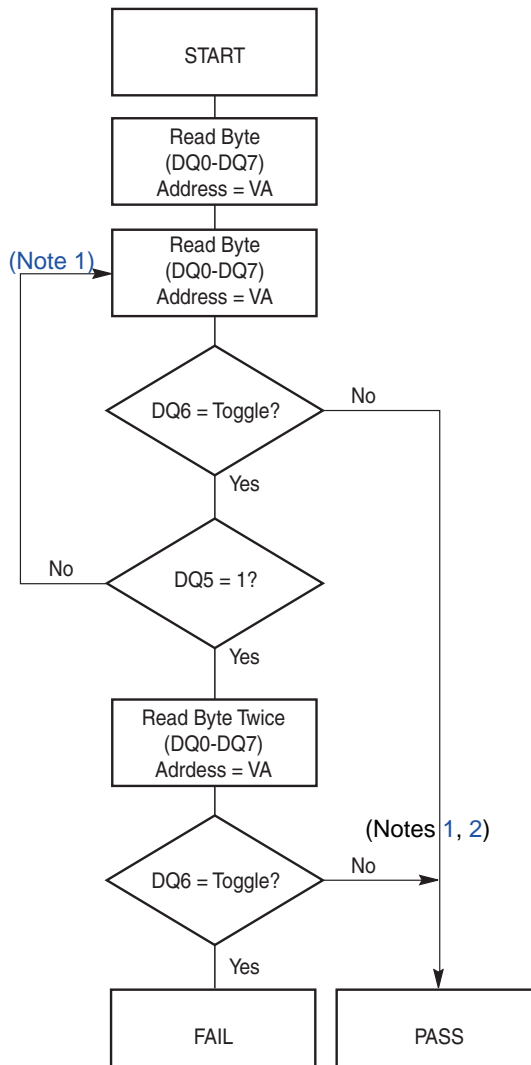 START
Read Byte
(DQ0-DQ7)
Address = VA
(Note 1)
Read Byte
(DQ0-DQ7)
Address = VA
DQ6 = Toggle?
No
Yes
No
DQ5 = 1?
Yes
Read Byte Twice
(DQ0-DQ7)
Adrdess = VA
(Notes 1, 2)
DQ6 = Toggle?
No
Yes
FAIL
PASS